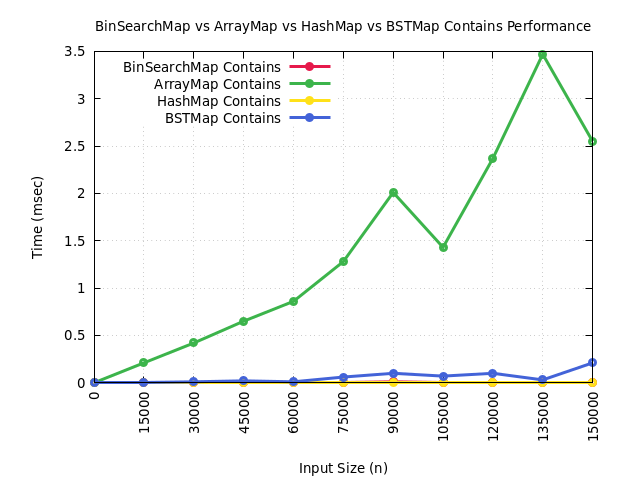 BinSearchMap vs ArrayMap vs HashMap vs BSTMap Contains Performance
BinSearchMap Contains
ArrayMap Contains
HashMap Contains
BSTMap Contains
Time (msec)
3.5
3
2.5
2
1.5
1
0.5
0
0
15000
30000
45000
60000
75000
90000
105000
120000
135000
150000
Input Size (n)